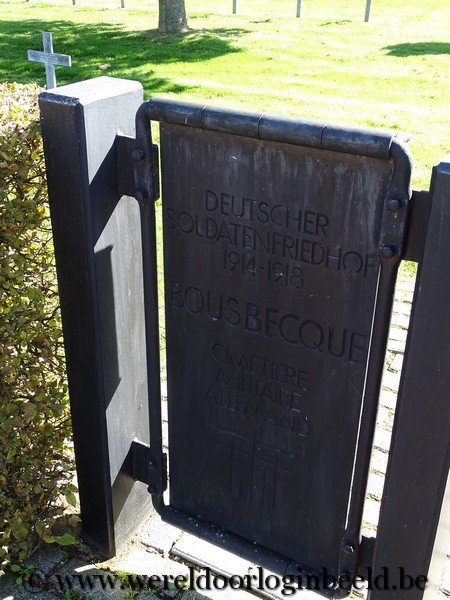 DEUTSCHER
SOLDATENFRIEDHOF
1914-1918
BOUSBECQUE
CIMETIERE
MILITAIRE
ALLEMAND
© www.wereldoorloginbeeld.be